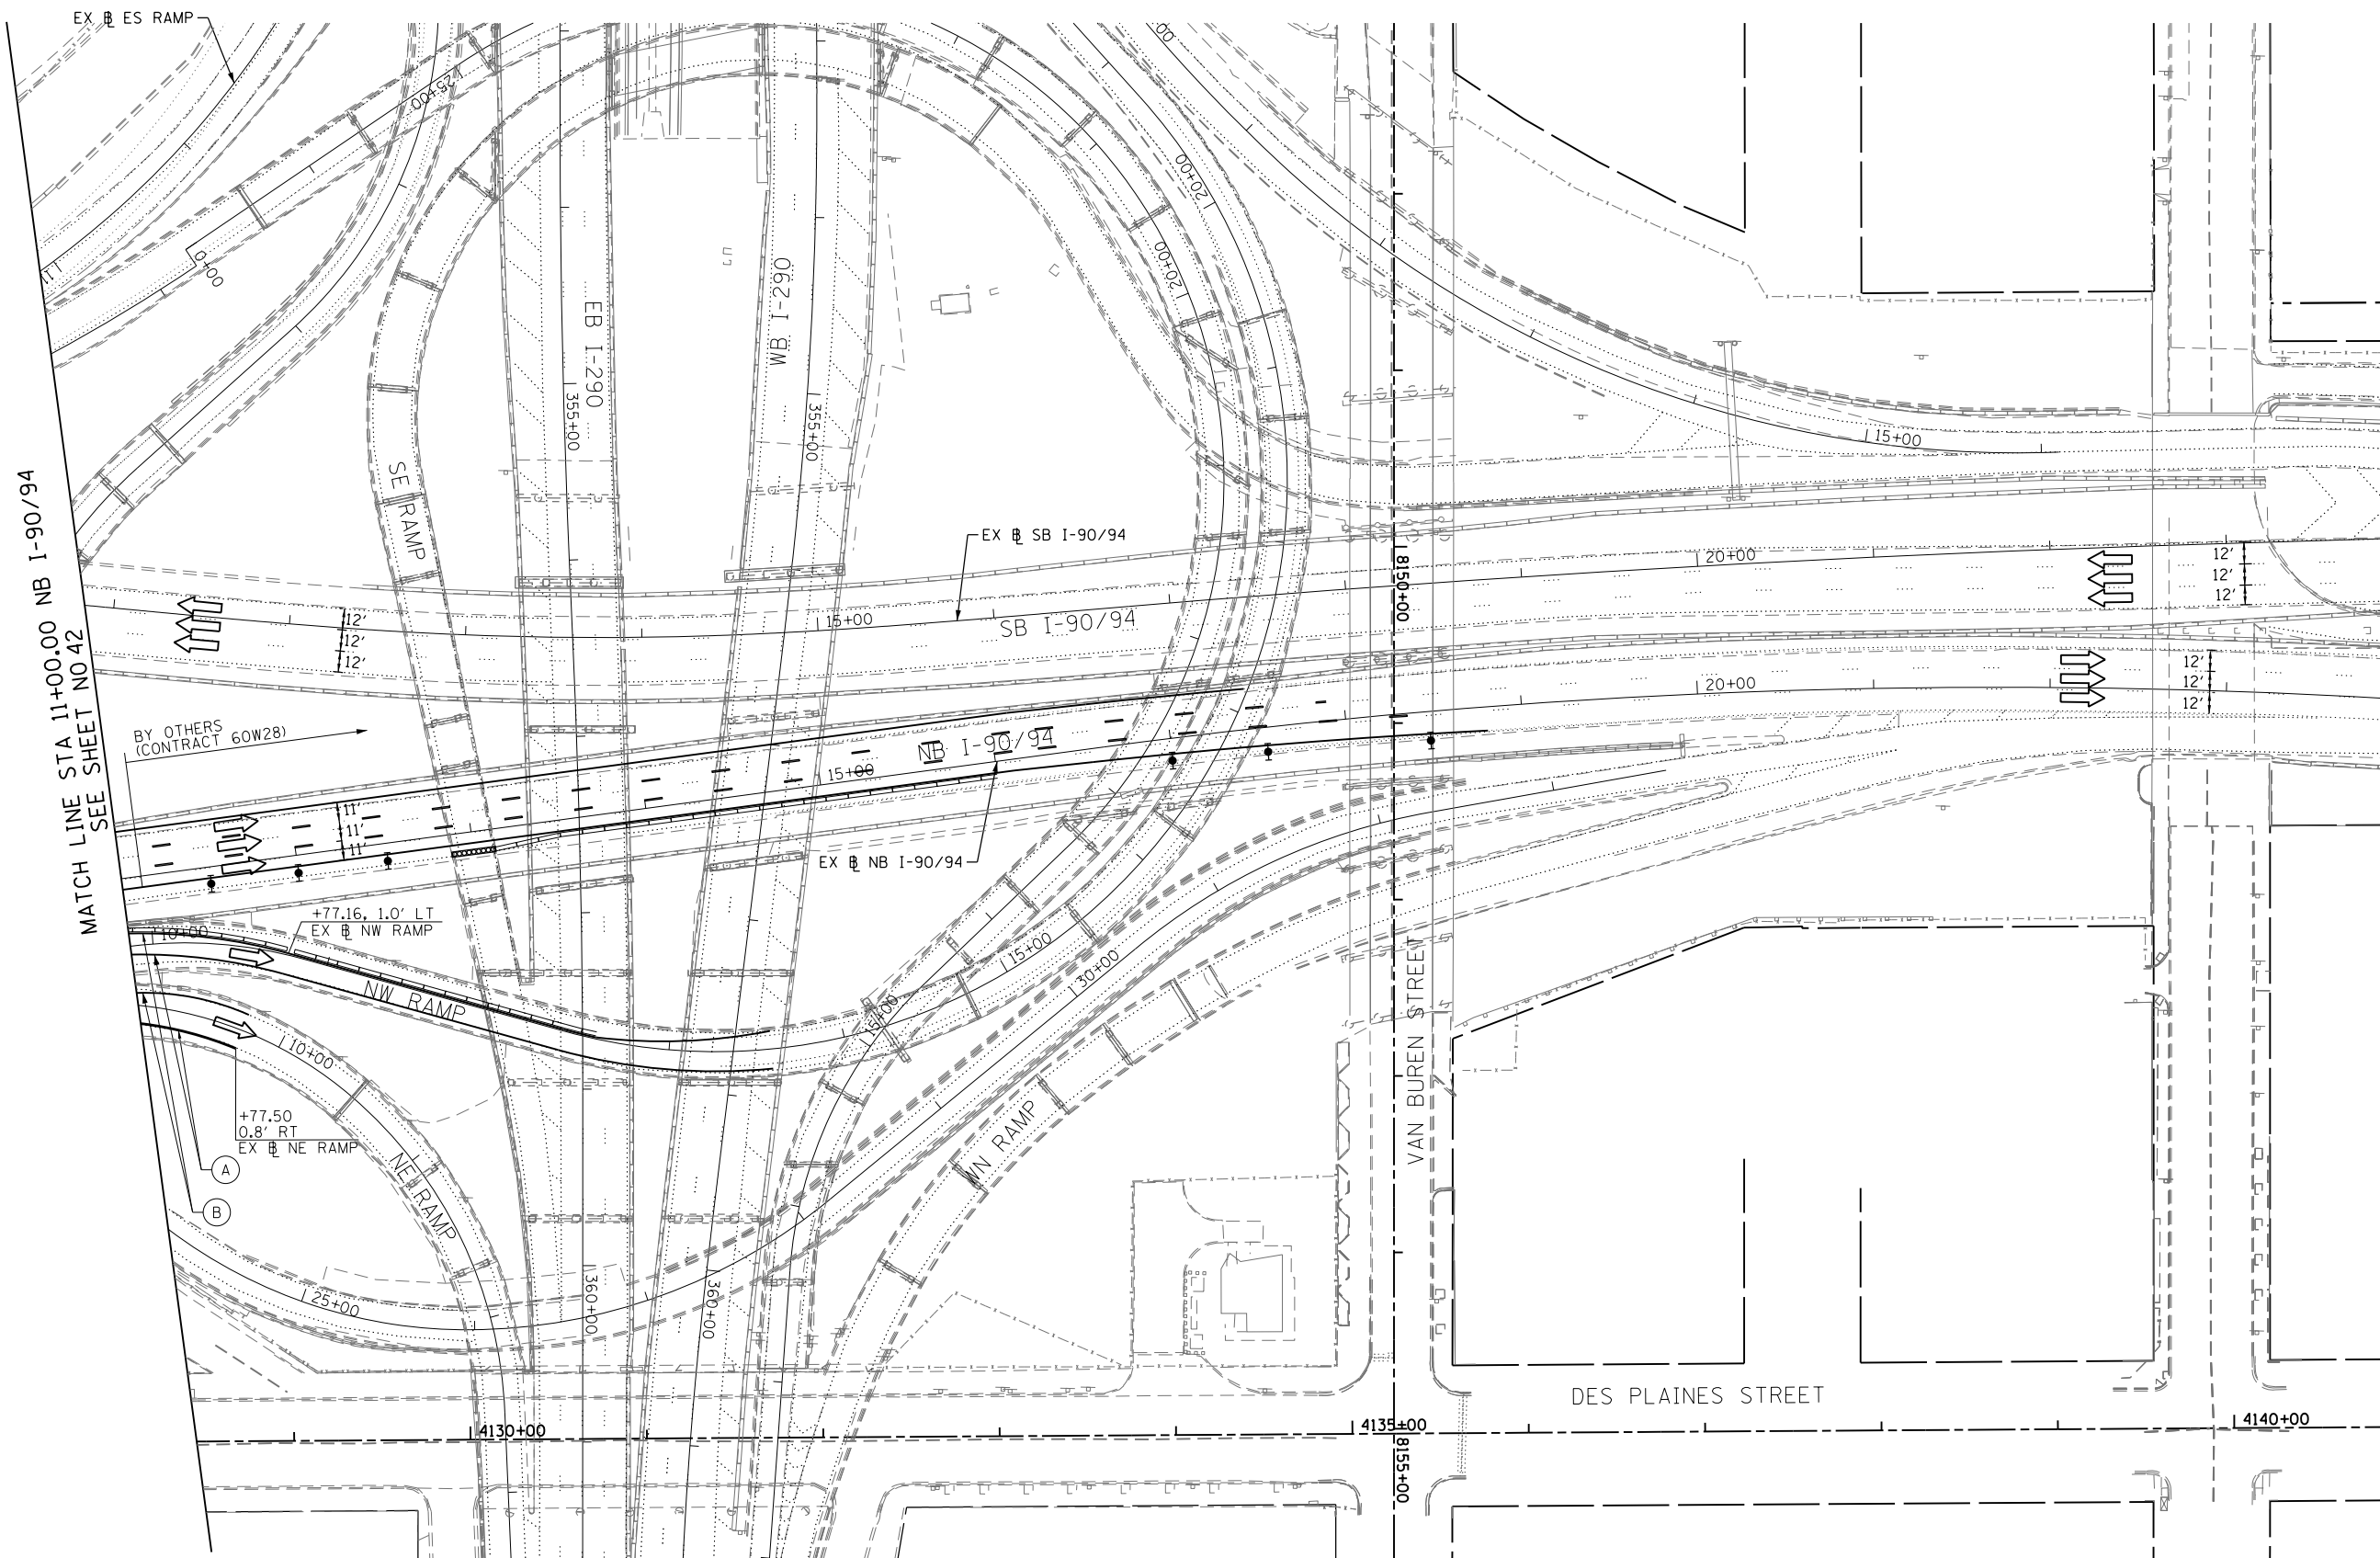 EX ℄ ES RAMP
25+00
0+00
20+00
20+00
15+00
EB I-290
WB I-290
355+00
355+00
SE RAMP
EX ℄ SB I-90/94
20+00
8150+00
12'
12'
12'
15+00
SB I-90/94
12'
12'
12'
MATCH LINE STA 11+00.00 NB I-90/94
SEE SHEET NO 42
BY OTHERS
(CONTRACT 60W28)
NB I-90/94
15+00
20+00
12'
12'
12'
11'
11'
11'
EX ℄ NB I-90/94
+77.16, 1.0' LT
EX ℄ NW RAMP
10+00
NW RAMP
15+00
15+00
30+00
10+00
+77.50
0.8' RT
EX ℄ NE RAMP
A
B
NE RAMP
WN RAMP
VAN BUREN STREET
25+00
360+00
360+00
DES PLAINES STREET
4130+00
4135+00
4140+00
8155+00